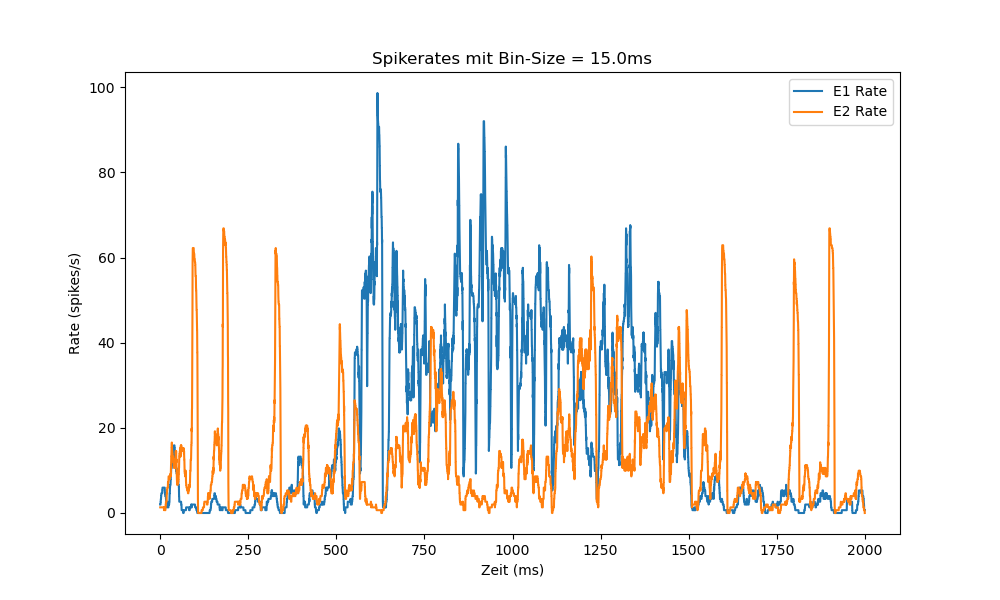 Spikerates mit Bin-Size = 15.0ms
E1 Rate
E2 Rate
100
80
60
40
20
0
Rate (spikes/s)
0 250 500 750 1000 1250 1500 1750 2000
Zeit (ms)